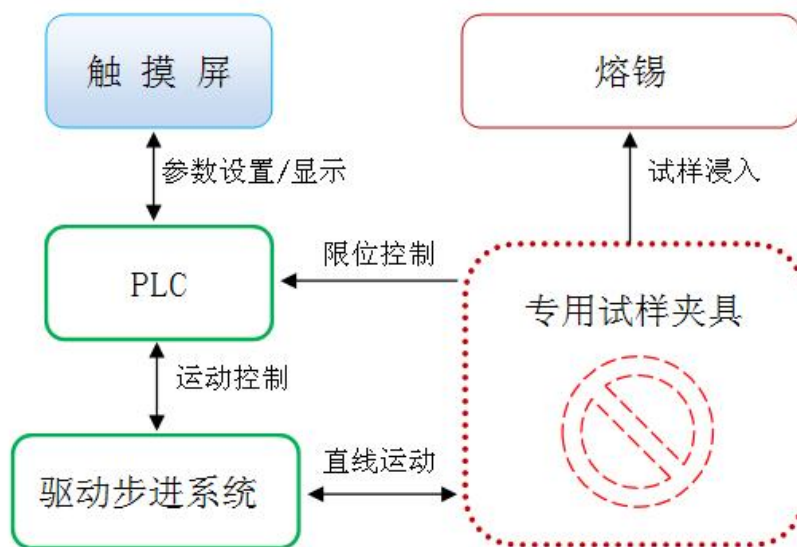 触 摸 屏
熔锡
参数设置/显示
试样浸入
PLC
限位控制
专用试样夹具
运动控制
驱动步进系统
直线运动